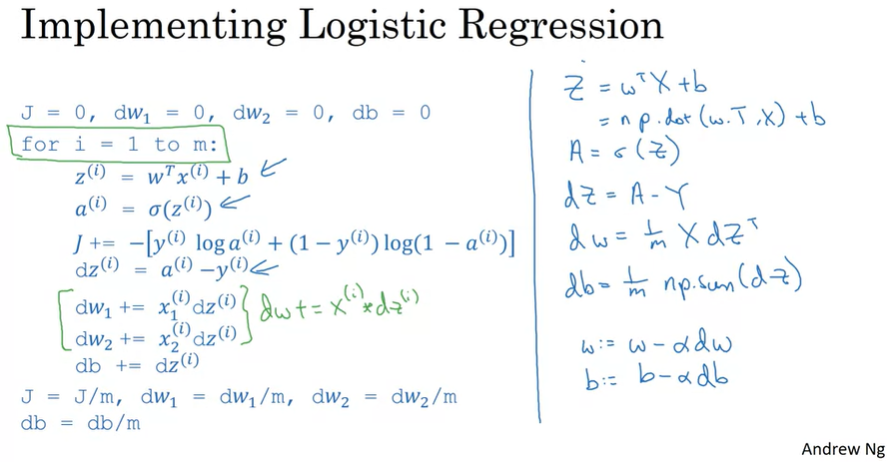 Implementing Logistic Regression
J = 0, dw₁ = 0, dw₂ = 0, db = 0
for i = 1 to m:
z⁽ⁱ⁾ = wᵀx⁽ⁱ⁾ + b
a⁽ⁱ⁾ = σ(z⁽ⁱ⁾)
J += −[y⁽ⁱ⁾ log a⁽ⁱ⁾ + (1 − y⁽ⁱ⁾) log(1 − a⁽ⁱ⁾)]
dz⁽ⁱ⁾ = a⁽ⁱ⁾ −y⁽ⁱ⁾
dw₁ += x₁⁽ⁱ⁾dz⁽ⁱ⁾
dw₂ += x₂⁽ⁱ⁾dz⁽ⁱ⁾
dw += x⁽ⁱ⁾ * dz⁽ⁱ⁾
db += dz⁽ⁱ⁾
J = J/m, dw₁ = dw₁/m, dw₂ = dw₂/m
db = db/m
Z = wᵀX + b
= np.dot(w.T, X) + b
A = σ(Z)
dZ = A − Y
dw = 1/m X dZᵀ
db = 1/m np.sum(dZ)
w := w − αdw
b := b − αdb
Andrew Ng